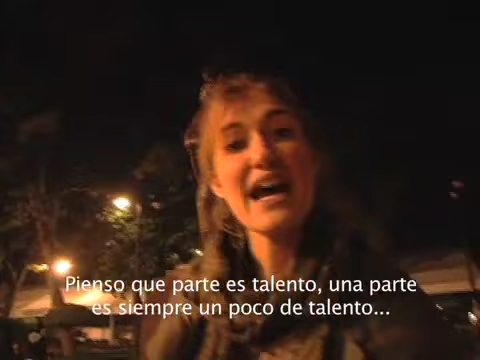 Pienso que parte es talento, una parte
es siempre un poco de talento...